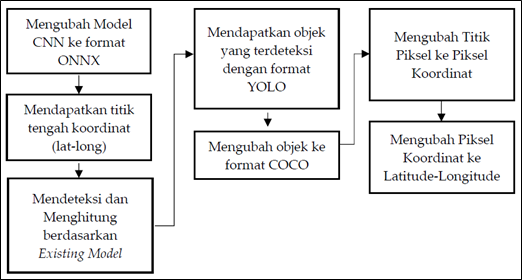 Mengubah Model
CNN ke format
ONNX
Mendapatkan titik
tengah koordinat
(lat-long)
Mendeteksi dan
Menghitung
berdasarkan
Existing Model
Mendapatkan objek
yang terdeteksi
dengan format
YOLO
Mengubah objek ke
format COCO
Mengubah Titik
Piksel ke Piksel
Koordinat
Mengubah Piksel
Koordinat ke
Latitude-Longitude